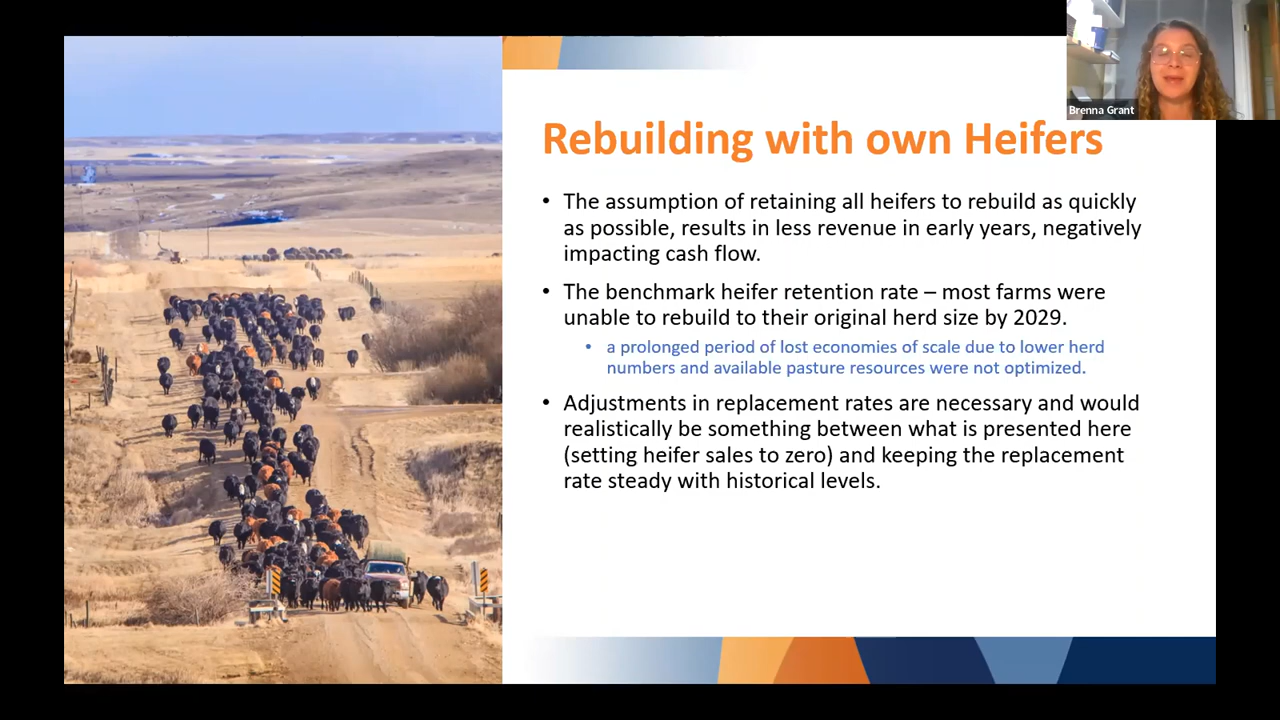 Brenna Grant
Rebuilding with own Heifers
• The assumption of retaining all heifers to rebuild as quickly
as possible, results in less revenue in early years, negatively
impacting cash flow.
• The benchmark heifer retention rate – most farms were
unable to rebuild to their original herd size by 2029.
• a prolonged period of lost economies of scale due to lower herd
numbers and available pasture resources were not optimized.
• Adjustments in replacement rates are necessary and would
realistically be something between what is presented here
(setting heifer sales to zero) and keeping the replacement
rate steady with historical levels.